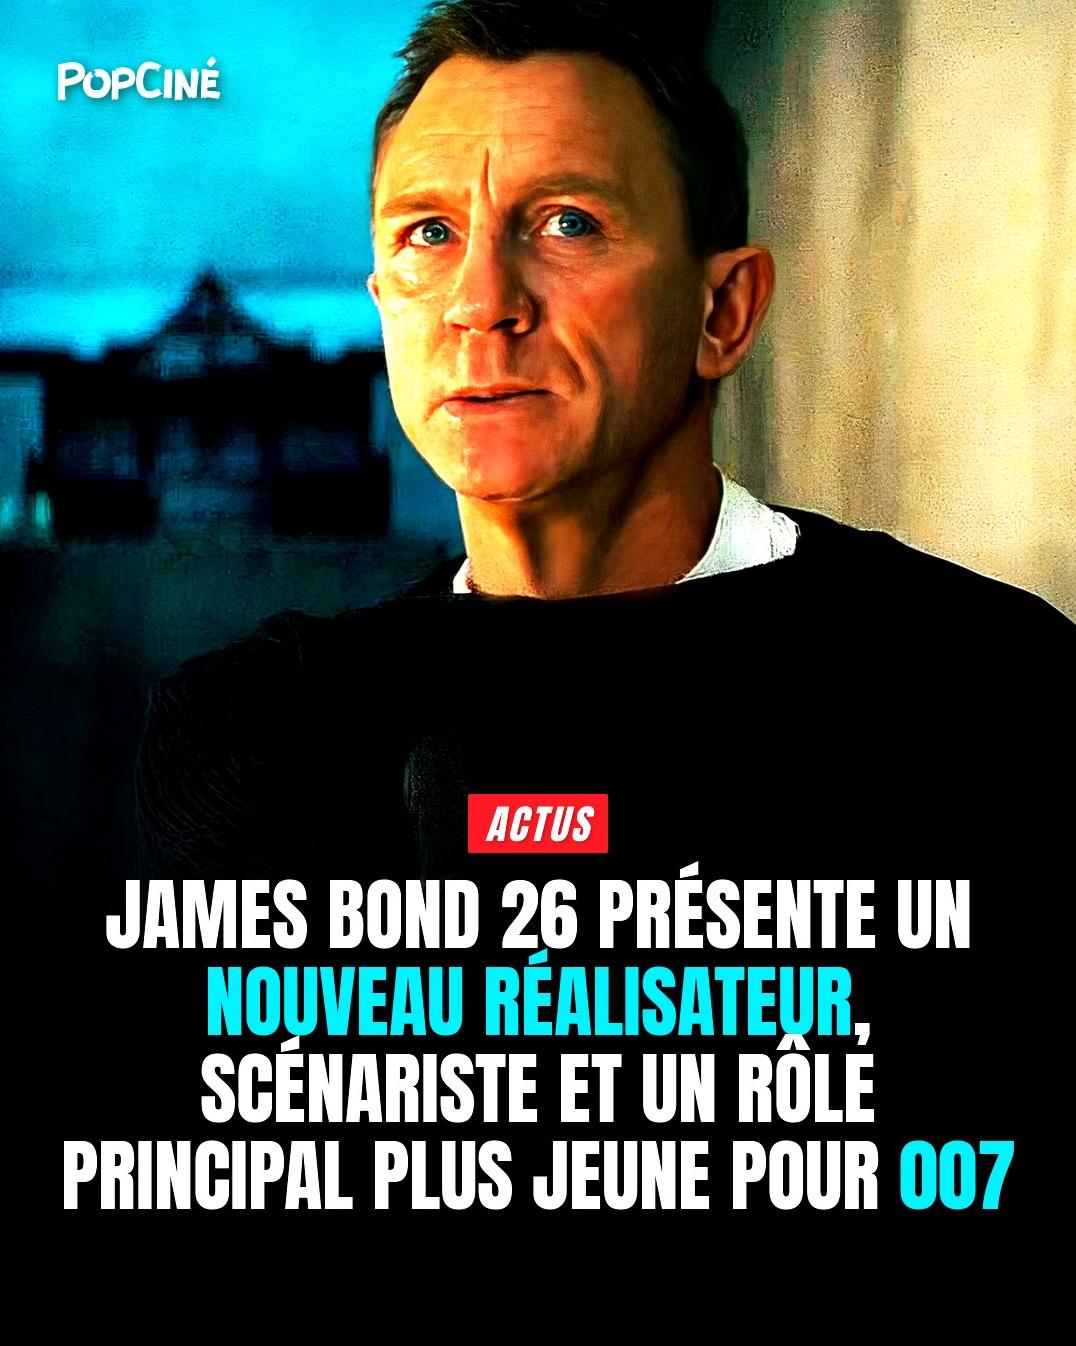 POPCINÉ
ACTUS
JAMES BOND 26 PRÉSENTE UN
NOUVEAU RÉALISATEUR,
SCÉNARISTE ET UN RÔLE
PRINCIPAL PLUS JEUNE POUR 007